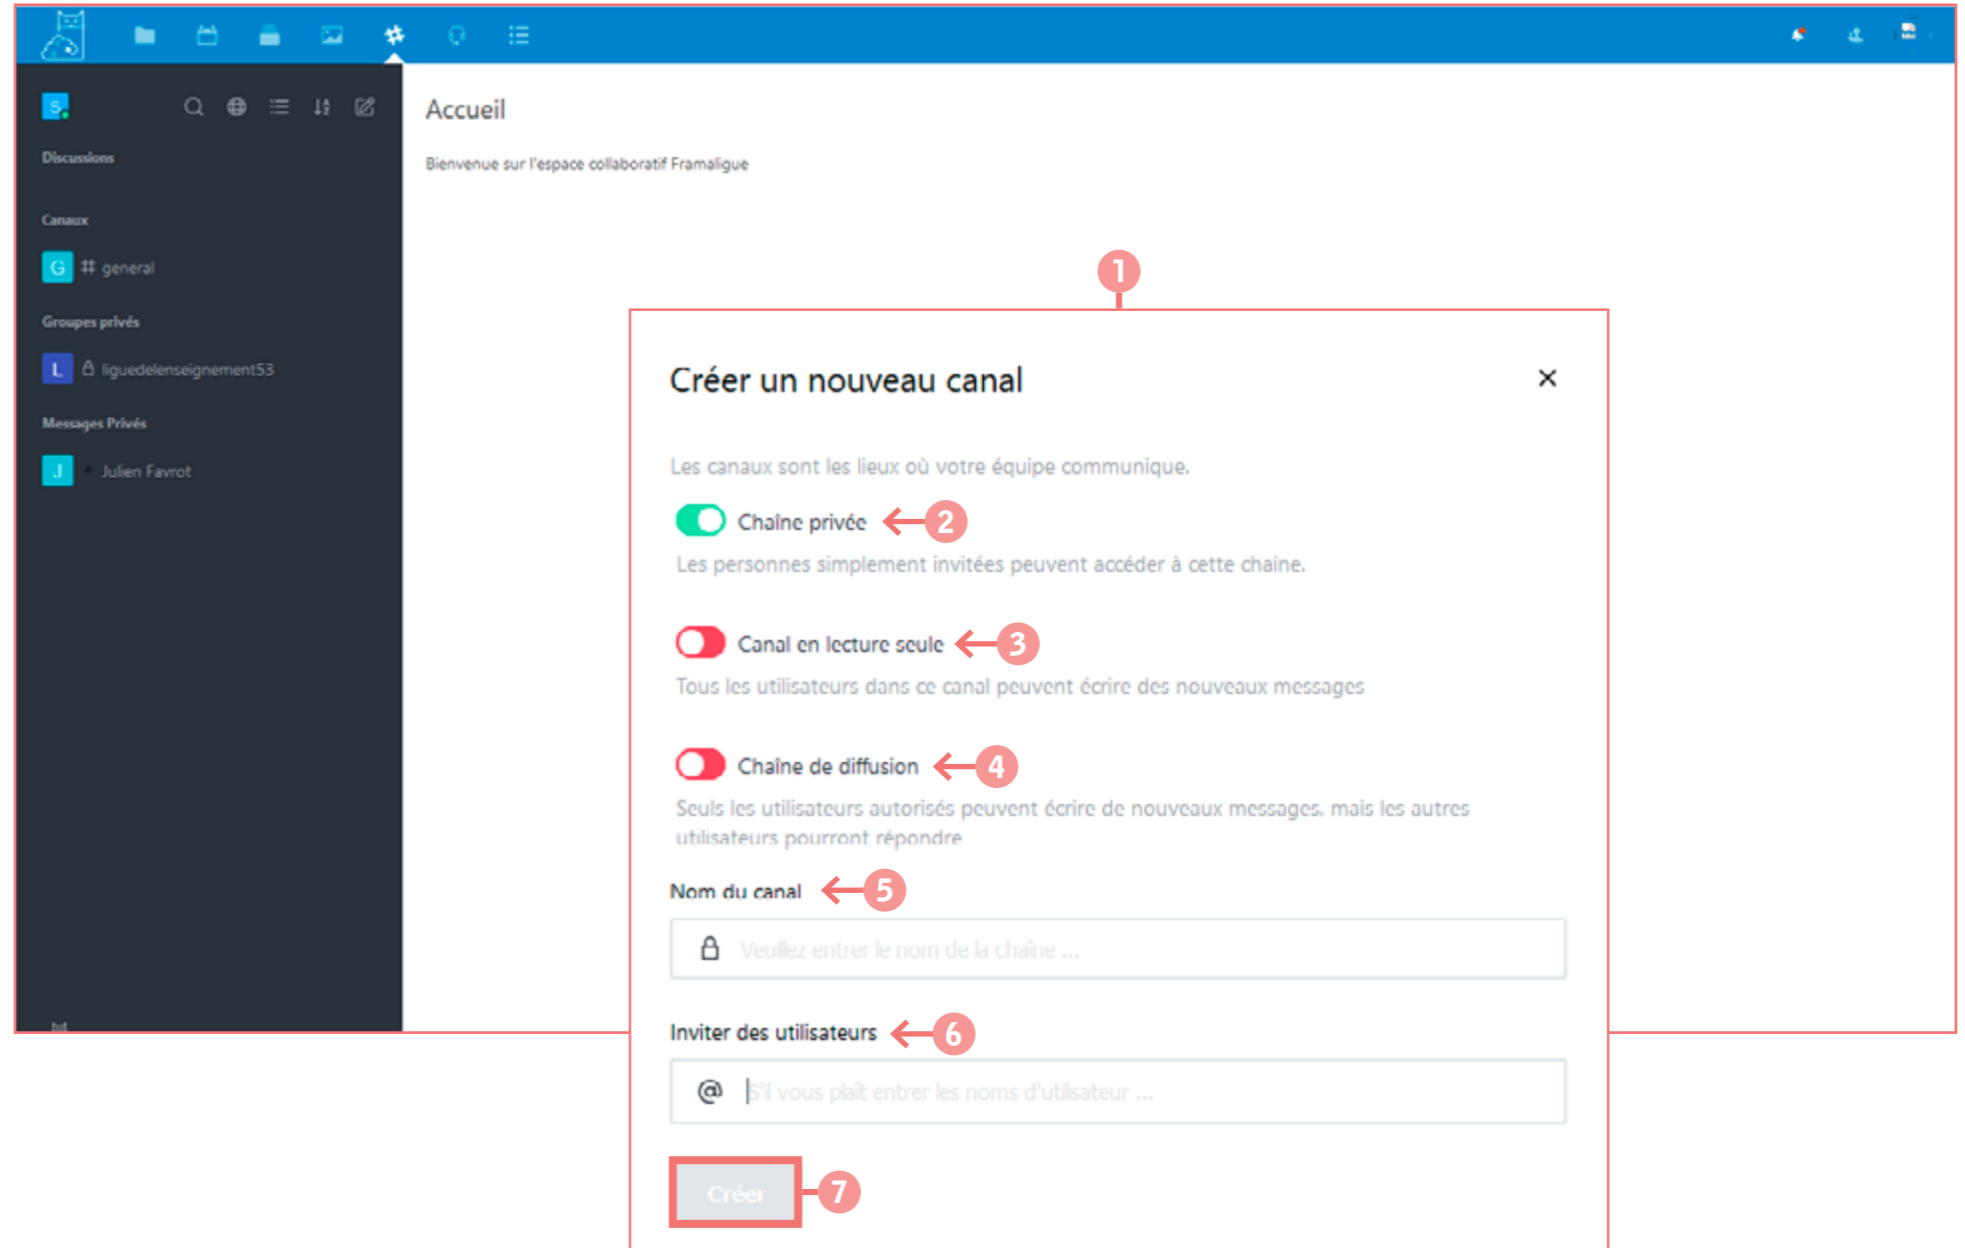 S
Discussions
Canaux
G # general
Groupes privés
L liguedelenseignement53
Messages Privés
J Julien Favrot
Accueil
Bienvenue sur l'espace collaboratif Framaligue
1
Créer un nouveau canal
Les canaux sont les lieux où votre équipe communique.
Chaîne privée 2
Les personnes simplement invitées peuvent accéder à cette chaîne.
Canal en lecture seule 3
Tous les utilisateurs dans ce canal peuvent écrire des nouveaux messages
Chaîne de diffusion 4
Seuls les utilisateurs autorisés peuvent écrire de nouveaux messages, mais les autres
utilisateurs pourront répondre
Nom du canal 5
Veuillez entrer le nom de la chaîne ...
Inviter des utilisateurs 6
@ S'il vous plaît entrer les noms d'utilisateur ...
Créer 7